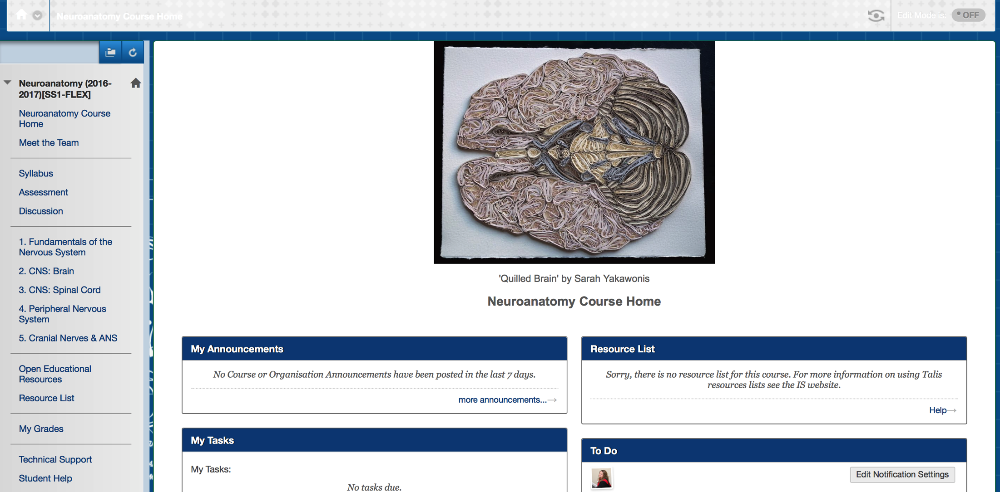 Neuroanatomy Course Home
Edit Mode is:
OFF
Neuroanatomy (2016-
2017)[SS1-FLEX]
Neuroanatomy Course
Home
Meet the Team
Syllabus
Assessment
Discussion
1. Fundamentals of the
Nervous System
2. CNS: Brain
3. CNS: Spinal Cord
4. Peripheral Nervous
System
5. Cranial Nerves & ANS
Open Educational
Resources
Resource List
My Grades
Technical Support
Student Help
'Quilled Brain' by Sarah Yakawonis
Neuroanatomy Course Home
My Announcements
No Course or Organisation Announcements have been posted in the last 7 days.
more announcements...
My Tasks
My Tasks:
No tasks due.
Resource List
Sorry, there is no resource list for this course. For more information on using Talis
resources lists see the IS website.
Help
To Do
Edit Notification Settings